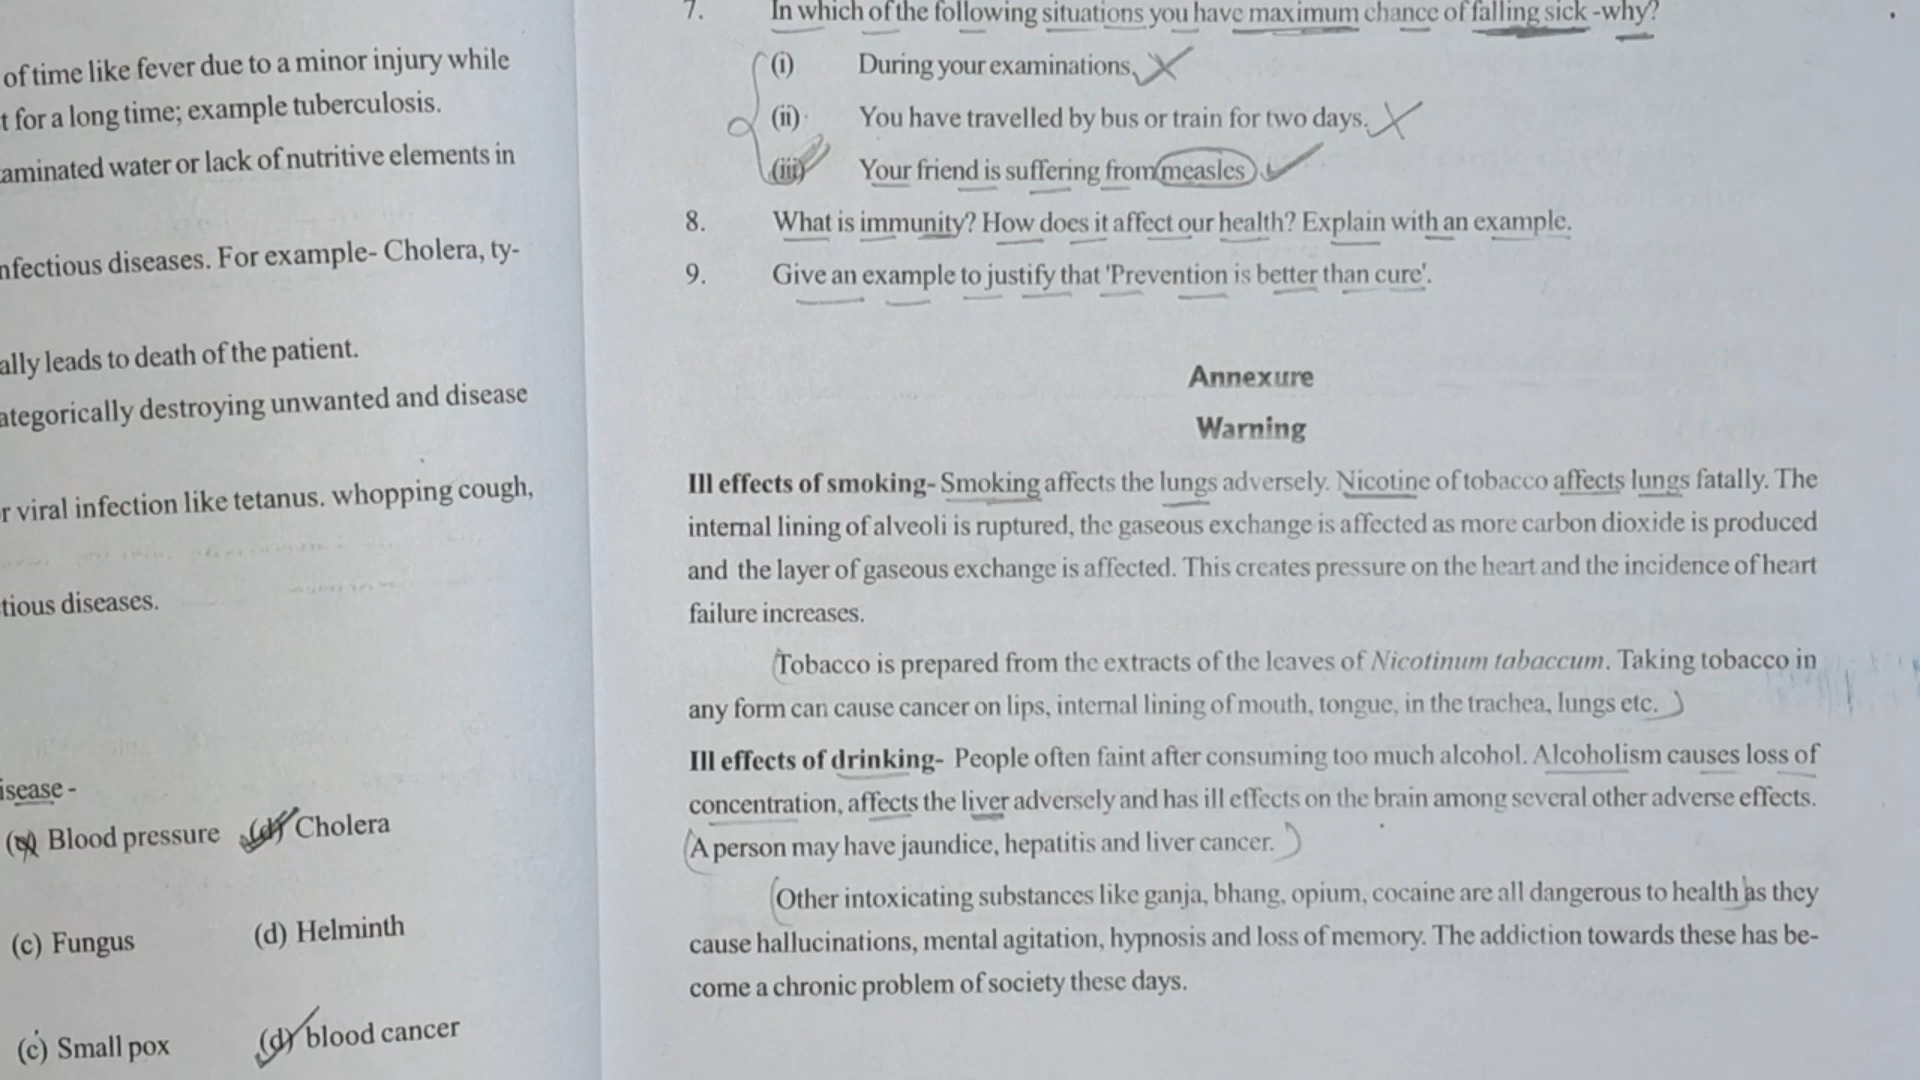 of time like fever due to a minor injury while
t for a long time; example tuberculosis.
aminated water or lack of nutritive elements in
nfectious diseases. For example- Cholera, ty-
ally leads to death of the patient.
ategorically destroying unwanted and disease
r viral infection like tetanus. whopping cough,
tious diseases.
isease -
Blood pressure (d) Cholera
(c) Fungus (d) Helminth
(c) Small pox (d) blood cancer
7. In which of the following situations you have maximum chance of falling sick -why?
(i) During your examinations.
(ii) You have travelled by bus or train for two days.
(iii) Your friend is suffering from measles
8. What is immunity? How does it affect our health? Explain with an example.
9. Give an example to justify that 'Prevention is better than cure'.
Annexure
Warning
Ill effects of smoking- Smoking affects the lungs adversely. Nicotine of tobacco affects lungs fatally. The
internal lining of alveoli is ruptured, the gaseous exchange is affected as more carbon dioxide is produced
and the layer of gaseous exchange is affected. This creates pressure on the heart and the incidence of heart
failure increases.
Tobacco is prepared from the extracts of the leaves of Nicotinum tabaccum. Taking tobacco in
any form can cause cancer on lips, internal lining of mouth, tongue, in the trachea, lungs etc.
Ill effects of drinking- People often faint after consuming too much alcohol. Alcoholism causes loss of
concentration, affects the liver adversely and has ill effects on the brain among several other adverse effects.
A person may have jaundice, hepatitis and liver cancer.
Other intoxicating substances like ganja, bhang, opium, cocaine are all dangerous to health as they
cause hallucinations, mental agitation, hypnosis and loss of memory. The addiction towards these has be-
come a chronic problem of society these days.